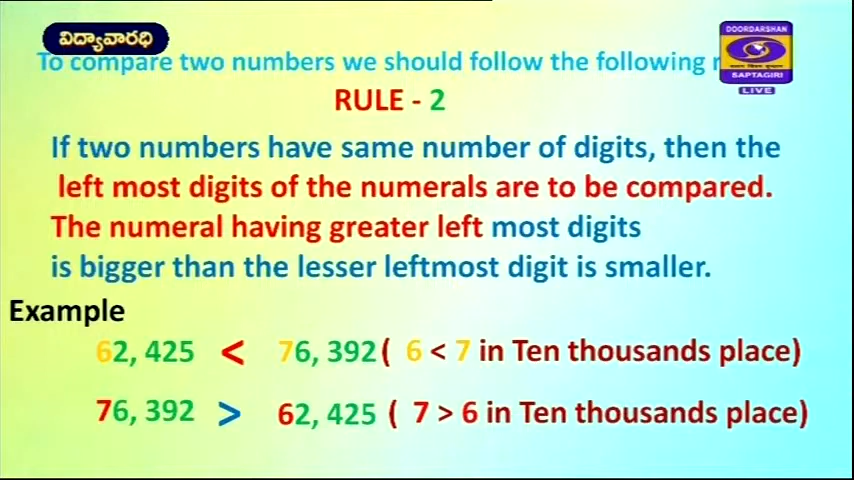 విద్యావారధి
DOORDARSHAN
To compare two numbers we should follow the following
SAPTAGIRI
LIVE
RULE - 2
If two numbers have same number of digits, then the
left most digits of the numerals are to be compared.
The numeral having greater left most digits
is bigger than the lesser leftmost digit is smaller.
Example
62, 425 < 76, 392 ( 6 < 7 in Ten thousands place)
76, 392 > 62, 425 ( 7 > 6 in Ten thousands place)